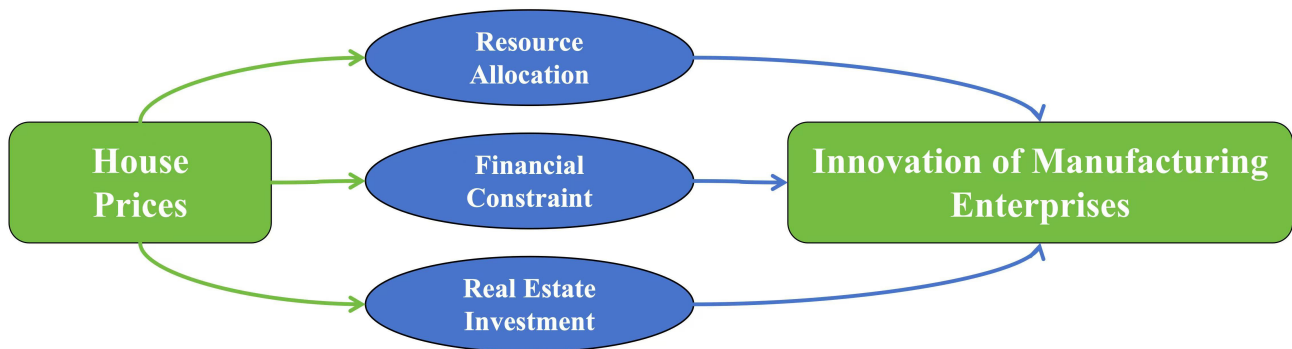 Resource
Allocation
House
Prices
Financial
Constraint
Innovation of Manufacturing
Enterprises
Real Estate
Investment